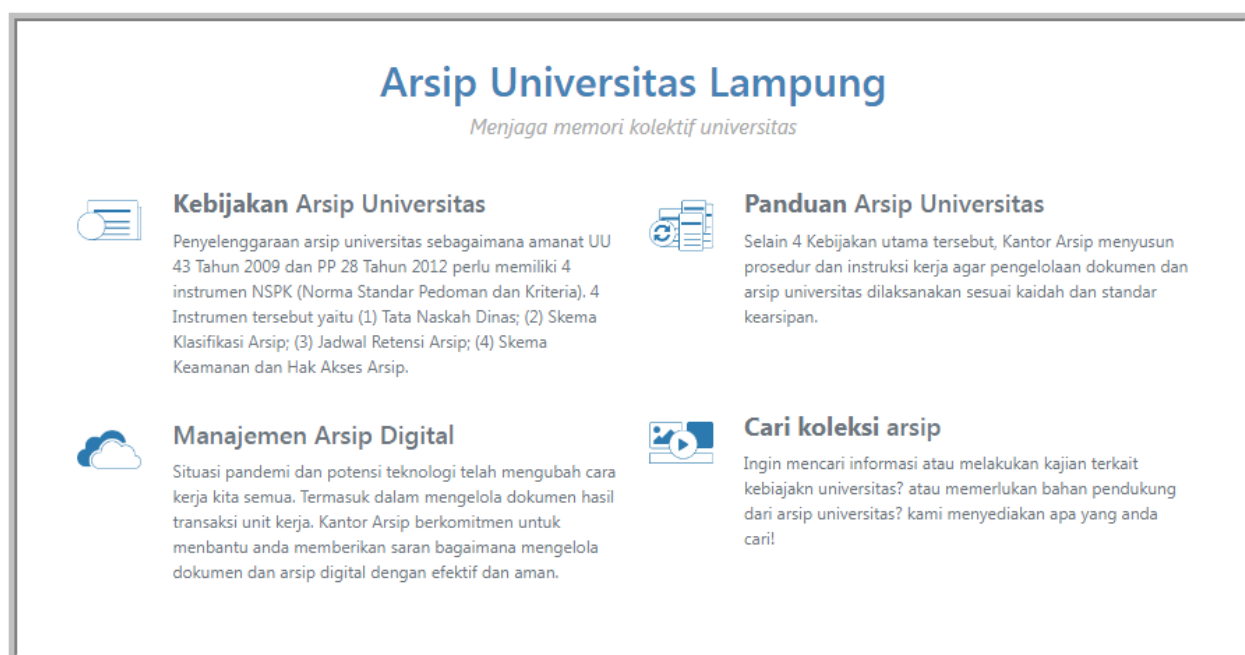 Arsip Universitas Lampung
Menjaga memori kolektif universitas
Kebijakan Arsip Universitas
Penyelenggaraan arsip universitas sebagaimana amanat UU
43 Tahun 2009 dan PP 28 Tahun 2012 perlu memiliki 4
instrumen NSPK (Norma Standar Pedoman dan Kriteria). 4
Instrumen tersebut yaitu (1) Tata Naskah Dinas; (2) Skema
Klasifikasi Arsip; (3) Jadwal Retensi Arsip; (4) Skema
Keamanan dan Hak Akses Arsip.
Panduan Arsip Universitas
Selain 4 Kebijakan utama tersebut, Kantor Arsip menyusun
prosedur dan instruksi kerja agar pengelolaan dokumen dan
arsip universitas dilaksanakan sesuai kaidah dan standar
kearsipan.
Manajemen Arsip Digital
Situasi pandemi dan potensi teknologi telah mengubah cara
kerja kita semua. Termasuk dalam mengelola dokumen hasil
transaksi unit kerja. Kantor Arsip berkomitmen untuk
menbantu anda memberikan saran bagaimana mengelola
dokumen dan arsip digital dengan efektif dan aman.
Cari koleksi arsip
Ingin mencari informasi atau melakukan kajian terkait
kebiajakn universitas? atau memerlukan bahan pendukung
dari arsip universitas? kami menyediakan apa yang anda
cari!